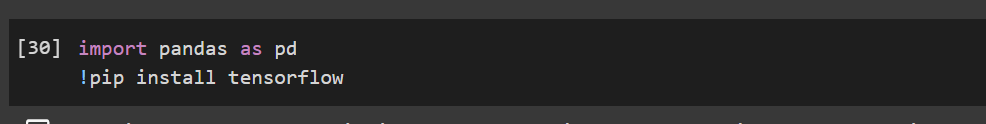 [30] import pandas as pd
!pip install tensorflow